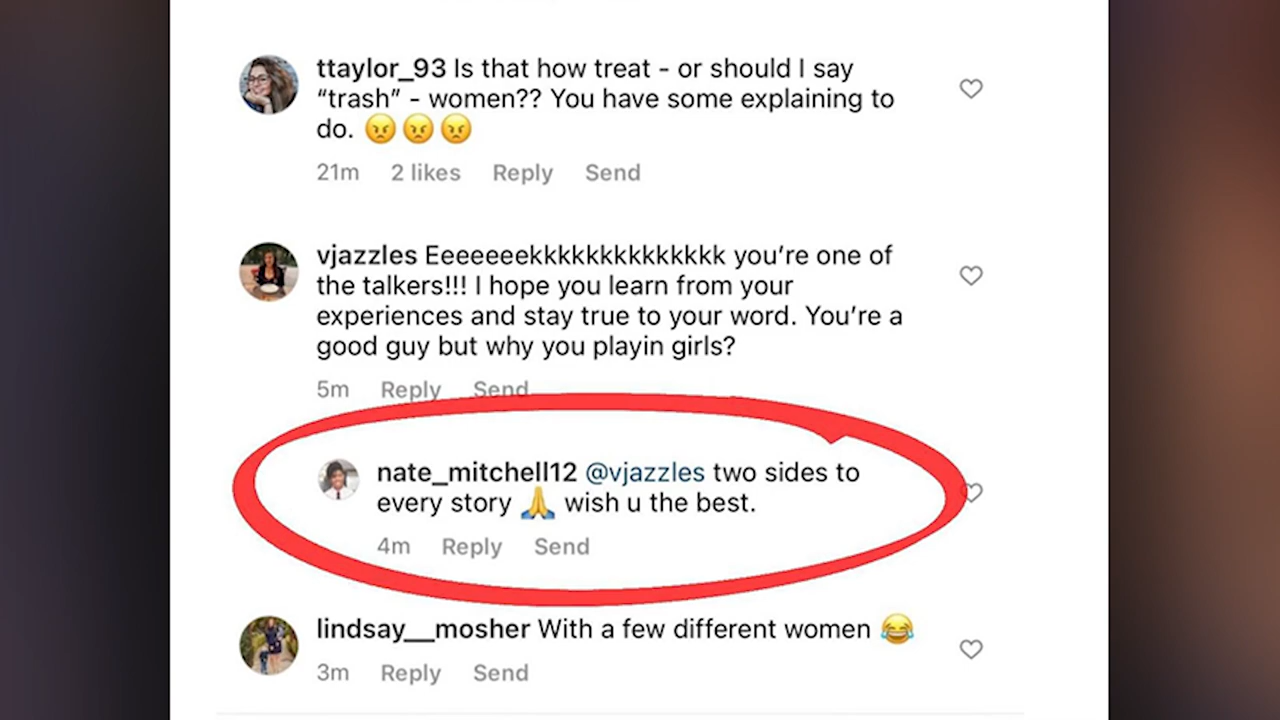 ttaylor_93 Is that how treat - or should I say
“trash” - women?? You have some explaining to
do. 😠 😠 😠
21m 2 likes Reply Send
vjazzles Eeeeeeekkkkkkkkkkkkkk you’re one of
the talkers!!! I hope you learn from your
experiences and stay true to your word. You’re a
good guy but why you playin girls?
5m Reply Send
nate_mitchell12 @vjazzles two sides to
every story 🙏 wish u the best.
4m Reply Send
lindsay__mosher With a few different women 😂
3m Reply Send